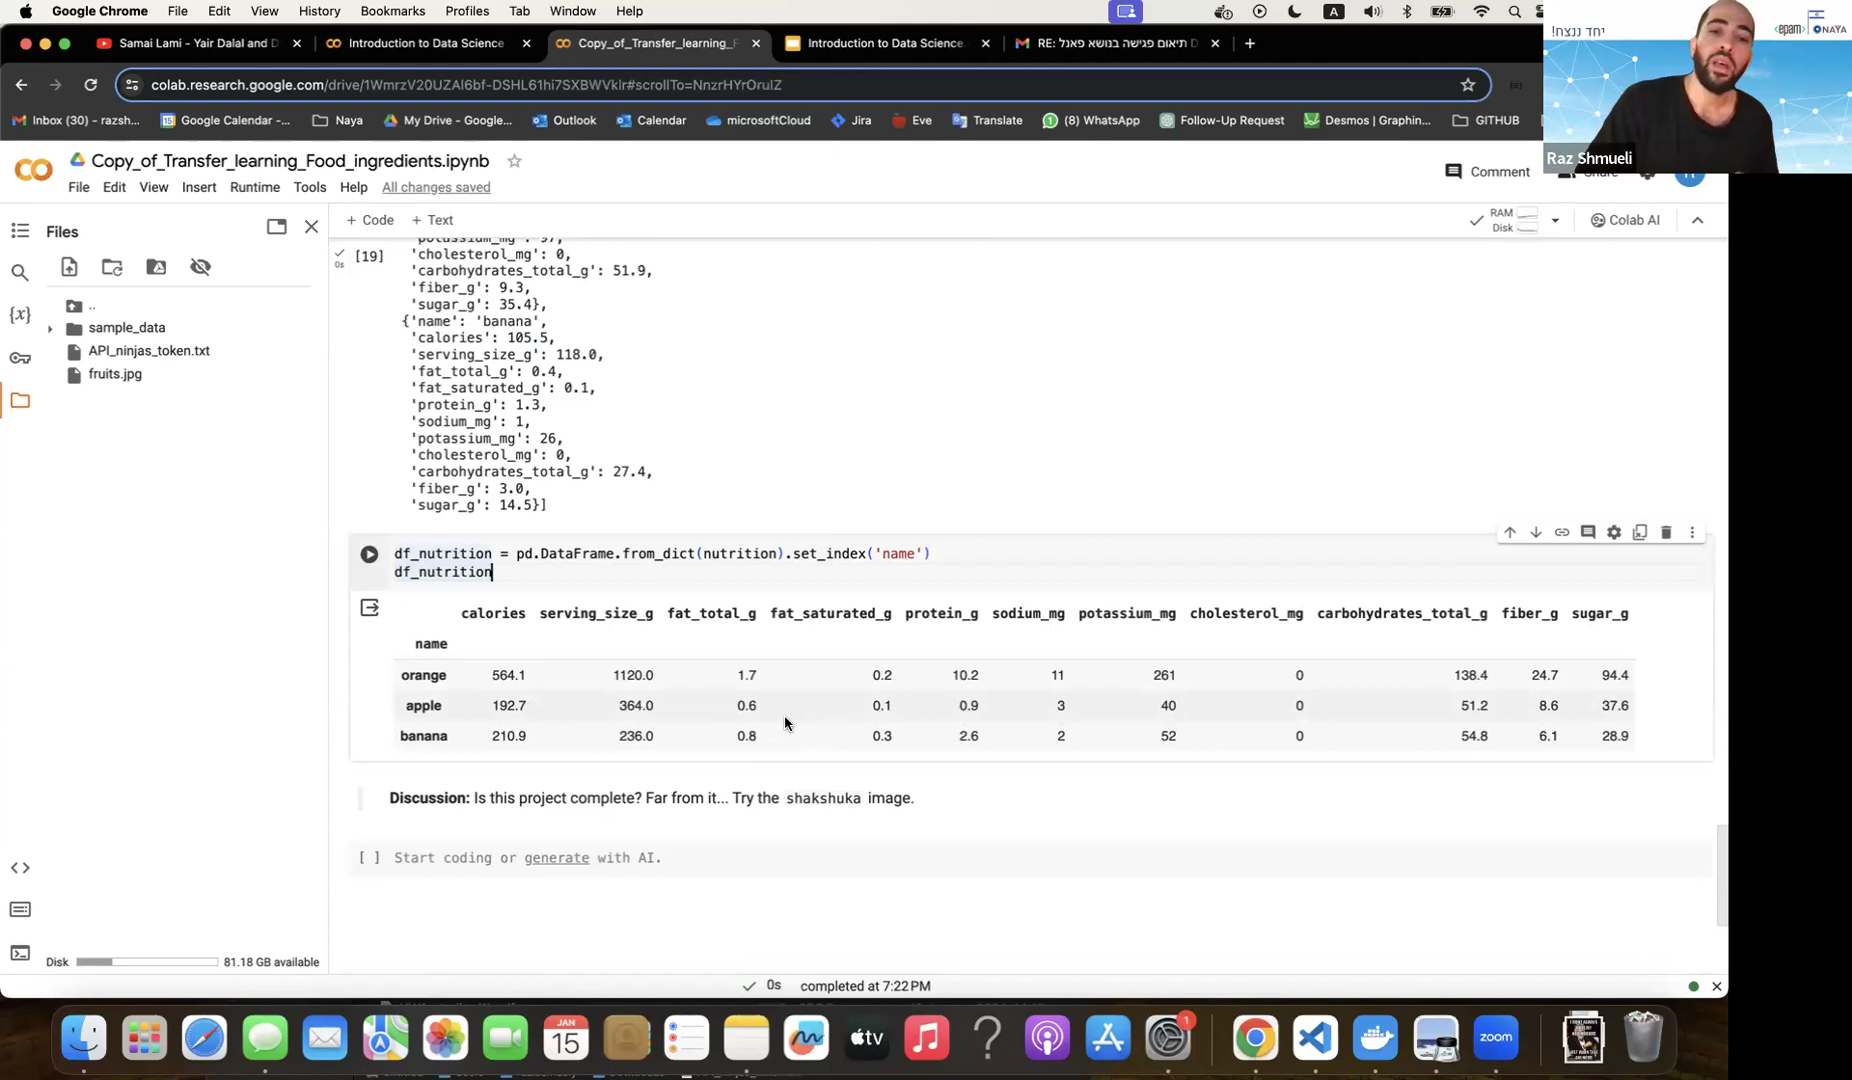 Google Chrome File Edit View History Bookmarks Profiles Tab Window Help
Samai Lami - Yair Dalal and D
Introduction to Data Science
Copy_of_Transfer_learning_F
Introduction to Data Science
RE: תיאום פגישה בנושא פאנל
יחד ננצח!
<epam> NAYA
colab.research.google.com/drive/1WmrzV20UZAI6bf-DSHL61hi7SXBWVklr#scrollTo=NnzrHYrOruIZ
Inbox (30) - razsh...
Google Calendar -...
Naya
My Drive - Google...
Outlook
Calendar
microsoftCloud
Jira
Eve
Translate
(8) WhatsApp
Follow-Up Request
Desmos | Graphin...
GITHUB
Raz Shmueli
Copy_of_Transfer_learning_Food_ingredients.ipynb
Comment
File Edit View Insert Runtime Tools Help All changes saved
Files
+ Code + Text
RAM
Disk
Colab AI
..
sample_data
API_ninjas_token.txt
fruits.jpg
{x}
[19]
0s
'potassium_mg': 97,
'cholesterol_mg': 0,
'carbohydrates_total_g': 51.9,
'fiber_g': 9.3,
'sugar_g': 35.4},
{'name': 'banana',
'calories': 105.5,
'serving_size_g': 118.0,
'fat_total_g': 0.4,
'fat_saturated_g': 0.1,
'protein_g': 1.3,
'sodium_mg': 1,
'potassium_mg': 26,
'cholesterol_mg': 0,
'carbohydrates_total_g': 27.4,
'fiber_g': 3.0,
'sugar_g': 14.5}]
df_nutrition = pd.DataFrame.from_dict(nutrition).set_index('name')
df_nutrition
calories serving_size_g fat_total_g fat_saturated_g protein_g sodium_mg potassium_mg cholesterol_mg carbohydrates_total_g fiber_g sugar_g
name
orange 564.1 1120.0 1.7 0.2 10.2 11 261 0 138.4 24.7 94.4
apple 192.7 364.0 0.6 0.1 0.9 3 40 0 51.2 8.6 37.6
banana 210.9 236.0 0.8 0.3 2.6 2 52 0 54.8 6.1 28.9
Discussion: Is this project complete? Far from it... Try the shakshuka image.
[ ] Start coding or generate with AI.
Disk 81.18 GB available
0s completed at 7:22 PM
JAN
15
tv
1
zoom